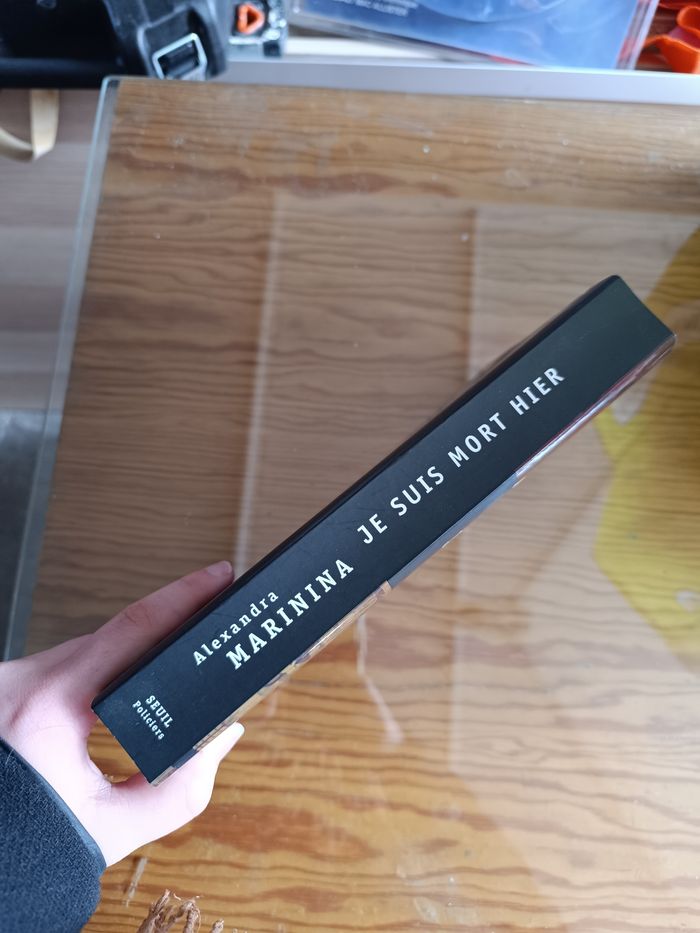 Alexandra
MARININA
JE SUIS MORT HIER
SEUIL
Policiers